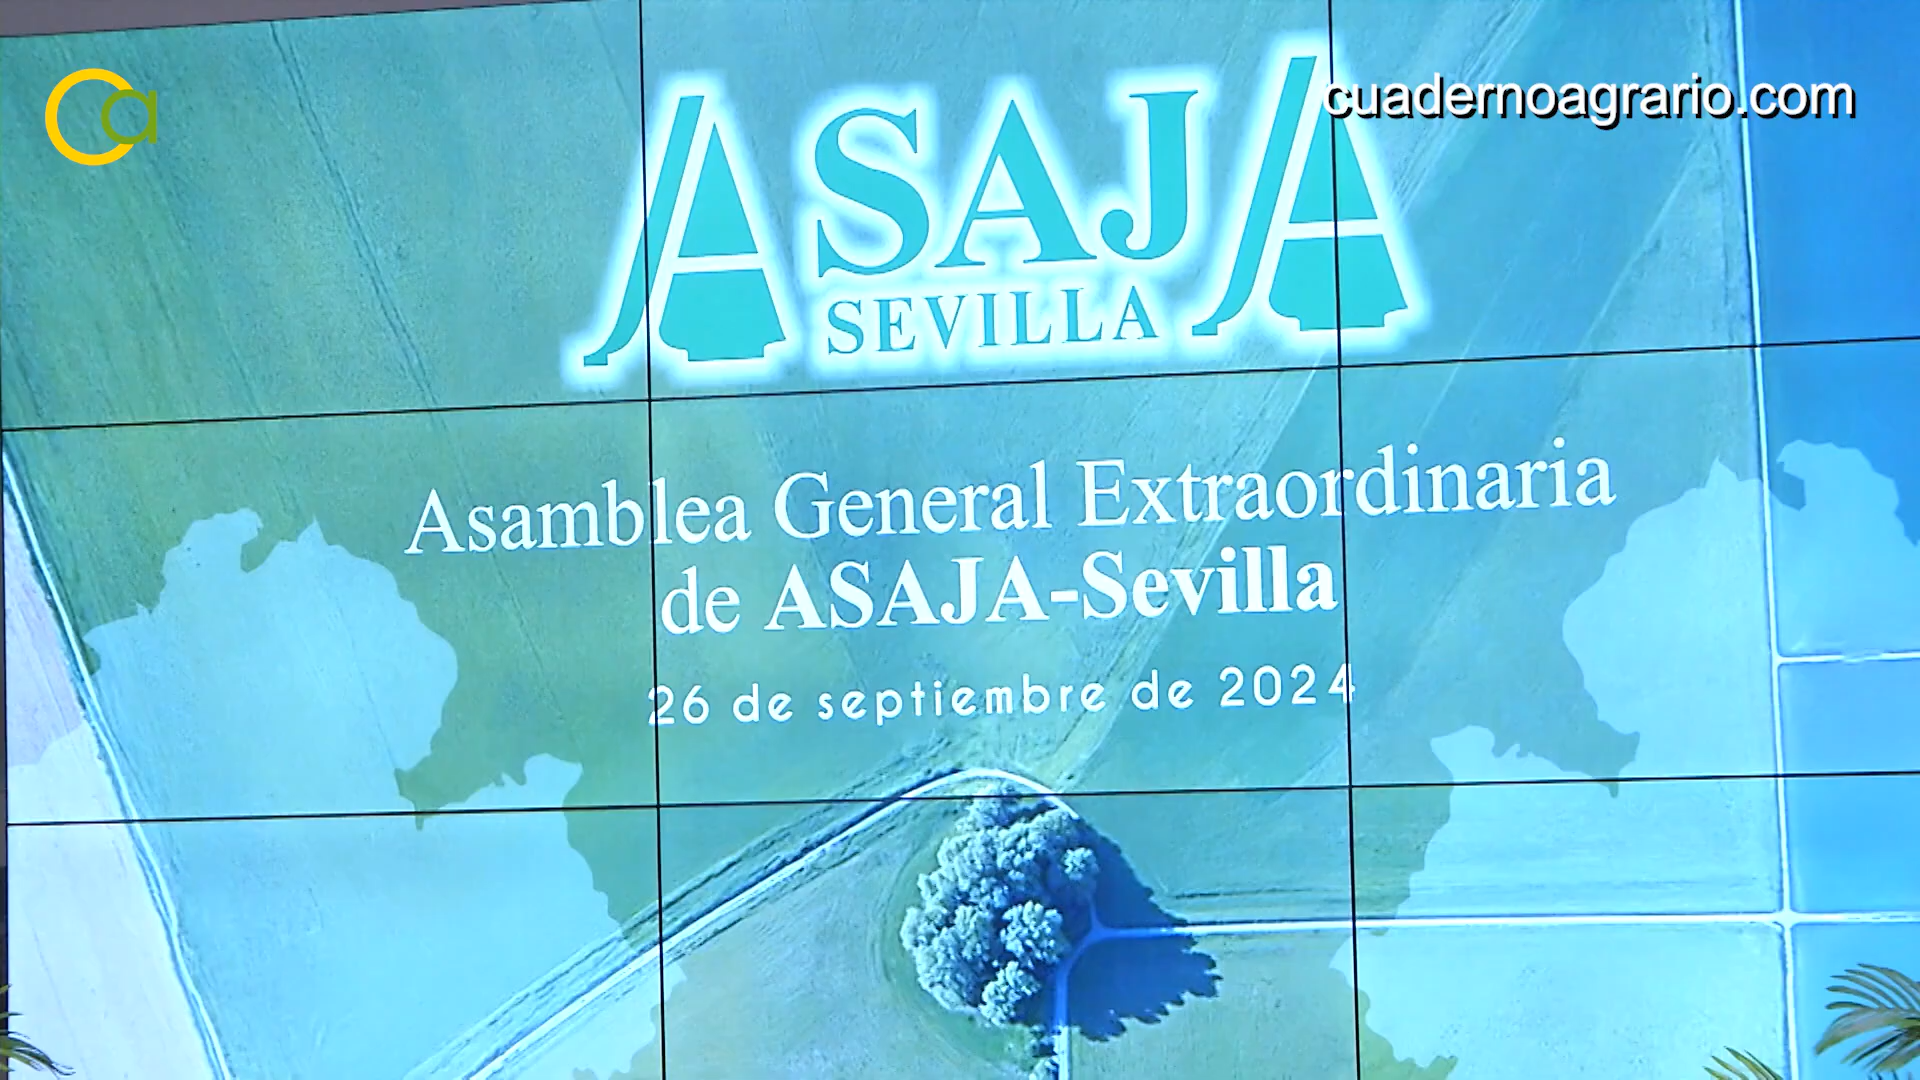 Ca
cuadernoagrario.com
ASAJA
SEVILLA
Asamblea General Extraordinaria
de ASAJA-Sevilla
26 de septiembre de 2024